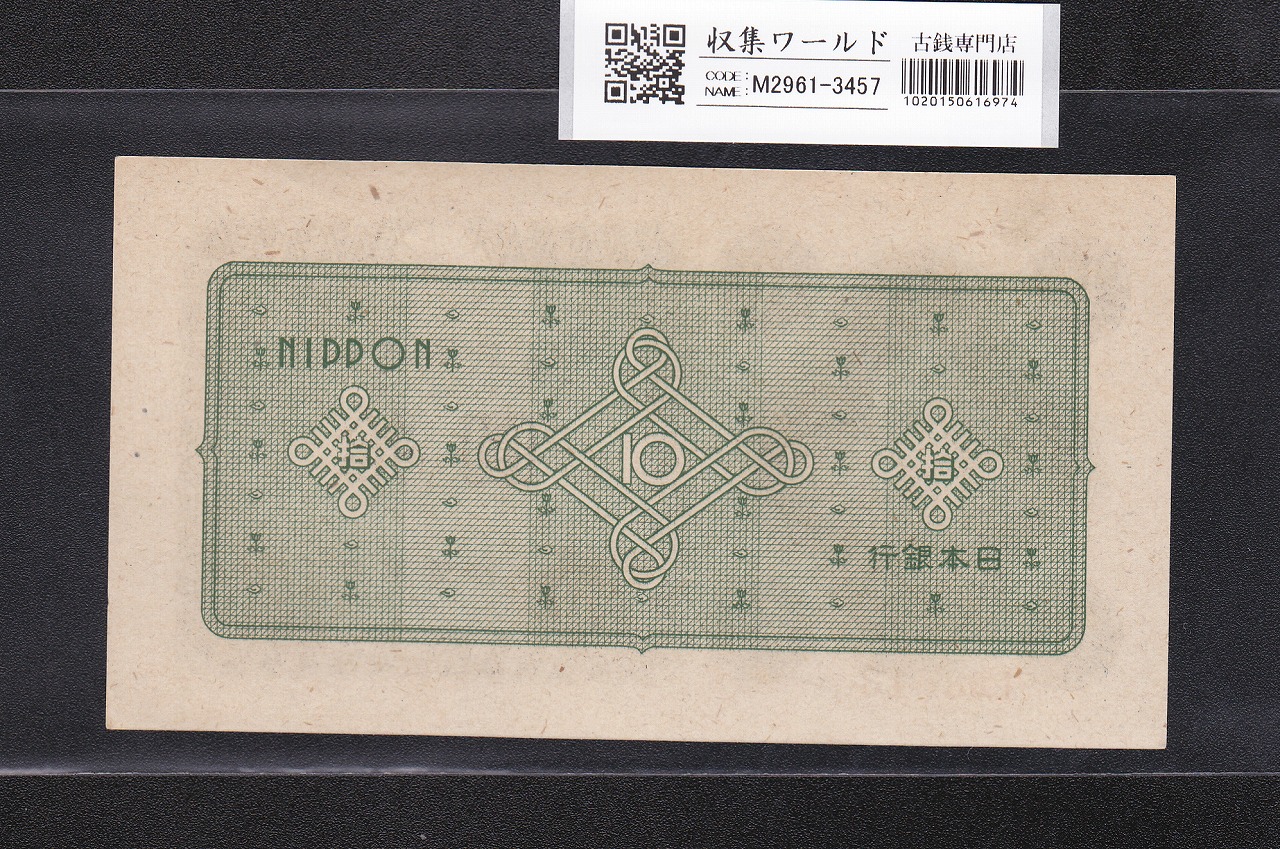 収集ワールド 古銭専門店
CODE:
NAME: M2961-3457
1020150616974
NIPPON
拾
10
拾
行銀本日